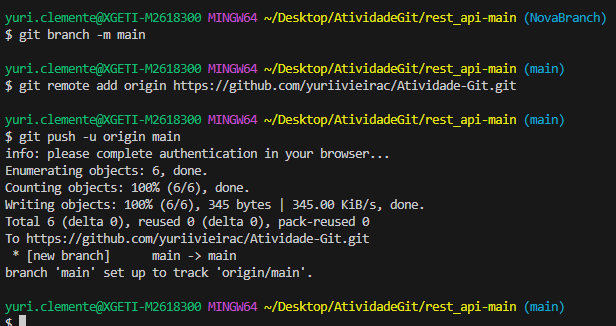 yuri.clemente@XGETI-M2618300 MINGW64 ~/Desktop/AtividadeGit/rest_api-main (NovaBranch)
$ git branch -m main
yuri.clemente@XGETI-M2618300 MINGW64 ~/Desktop/AtividadeGit/rest_api-main (main)
$ git remote add origin https://github.com/yuriivieirac/Atividade-Git.git
yuri.clemente@XGETI-M2618300 MINGW64 ~/Desktop/AtividadeGit/rest_api-main (main)
$ git push -u origin main
info: please complete authentication in your browser...
Enumerating objects: 6, done.
Counting objects: 100% (6/6), done.
Writing objects: 100% (6/6), 345 bytes | 345.00 KiB/s, done.
Total 6 (delta 0), reused 0 (delta 0), pack-reused 0
To https://github.com/yuriivieirac/Atividade-Git.git
 * [new branch]      main -> main
branch 'main' set up to track 'origin/main'.
yuri.clemente@XGETI-M2618300 MINGW64 ~/Desktop/AtividadeGit/rest_api-main (main)
$